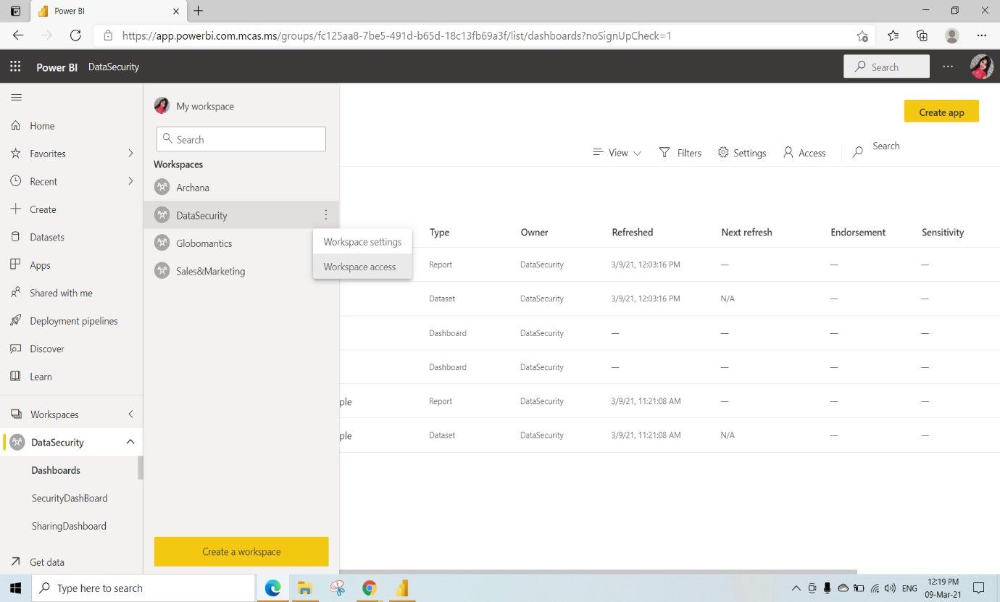 Power BI
https://app.powerbi.com.mcas.ms/groups/fc125aa8-7be5-491d-b65d-18c13fb69a3f/list/dashboards?noSignUpCheck=1
Power BI DataSecurity
Search
Home
Favorites
Recent
Create
Datasets
Apps
Shared with me
Deployment pipelines
Discover
Learn
Workspaces
DataSecurity
Dashboards
SecurityDashBoard
SharingDashboard
Get data
My workspace
Search
Workspaces
Archana
DataSecurity
Globomantics
Sales&Marketing
Workspace settings
Workspace access
Create a workspace
Create app
View Filters Settings Access Search
Type Owner Refreshed Next refresh Endorsement Sensitivity
Report DataSecurity 3/9/21, 12:03:16 PM — — —
Dataset DataSecurity 3/9/21, 12:03:16 PM N/A — —
Dashboard DataSecurity — — — —
Dashboard DataSecurity — — — —
ple Report DataSecurity 3/9/21, 11:21:08 AM — — —
ple Dataset DataSecurity 3/9/21, 11:21:08 AM N/A — —
Type here to search
ENG
12:19 PM
09-Mar-21